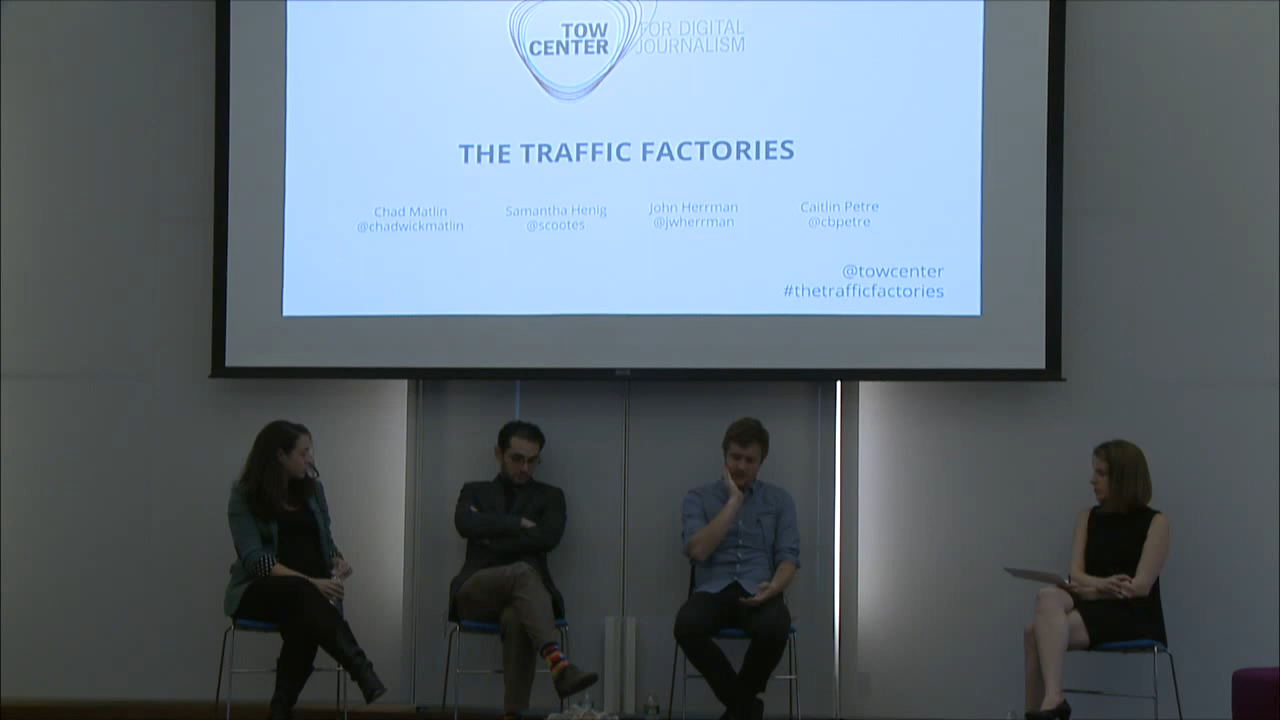 TOW
CENTER
FOR DIGITAL
JOURNALISM
THE TRAFFIC FACTORIES
Chad Matlin
@chadwickmatlin
Samantha Henig
@scootes
John Herrman
@jwherrman
Caitlin Petre
@cbpetre
@towcenter
#thetrafficfactories